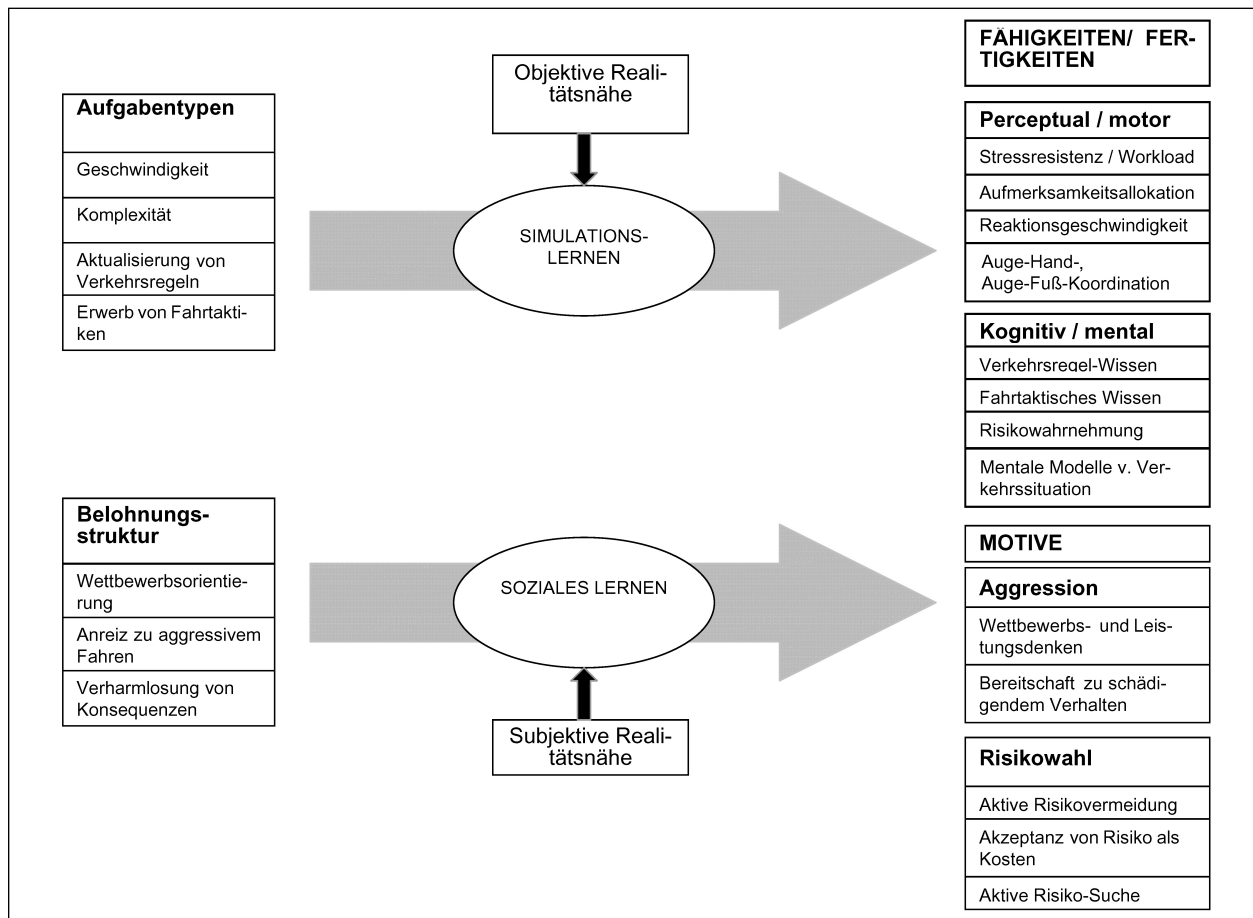 Aufgabentypen
Geschwindigkeit
Komplexität
Aktualisierung von
Verkehrsregeln
Erwerb von Fahrtakti-
ken
Objektive Reali-
tätsnähe
SIMULATIONS-
LERNEN
FÄHIGKEITEN/ FER-
TIGKEITEN
Perceptual / motor
Stressresistenz / Workload
Aufmerksamkeitsallokation
Reaktionsgeschwindigkeit
Auge-Hand-,
Auge-Fuß-Koordination
Kognitiv / mental
Verkehrsregel-Wissen
Fahrtaktisches Wissen
Risikowahrnehmung
Mentale Modelle v. Ver-
kehrssituation
Belohnungs-
struktur
Wettbewerbsorientie-
rung
Anreiz zu aggressivem
Fahren
Verharmlosung von
Konsequenzen
SOZIALES LERNEN
Subjektive Reali-
tätsnähe
MOTIVE
Aggression
Wettbewerbs- und Leis-
tungsdenken
Bereitschaft zu schädi-
gendem Verhalten
Risikowahl
Aktive Risikovermeidung
Akzeptanz von Risiko als
Kosten
Aktive Risiko-Suche